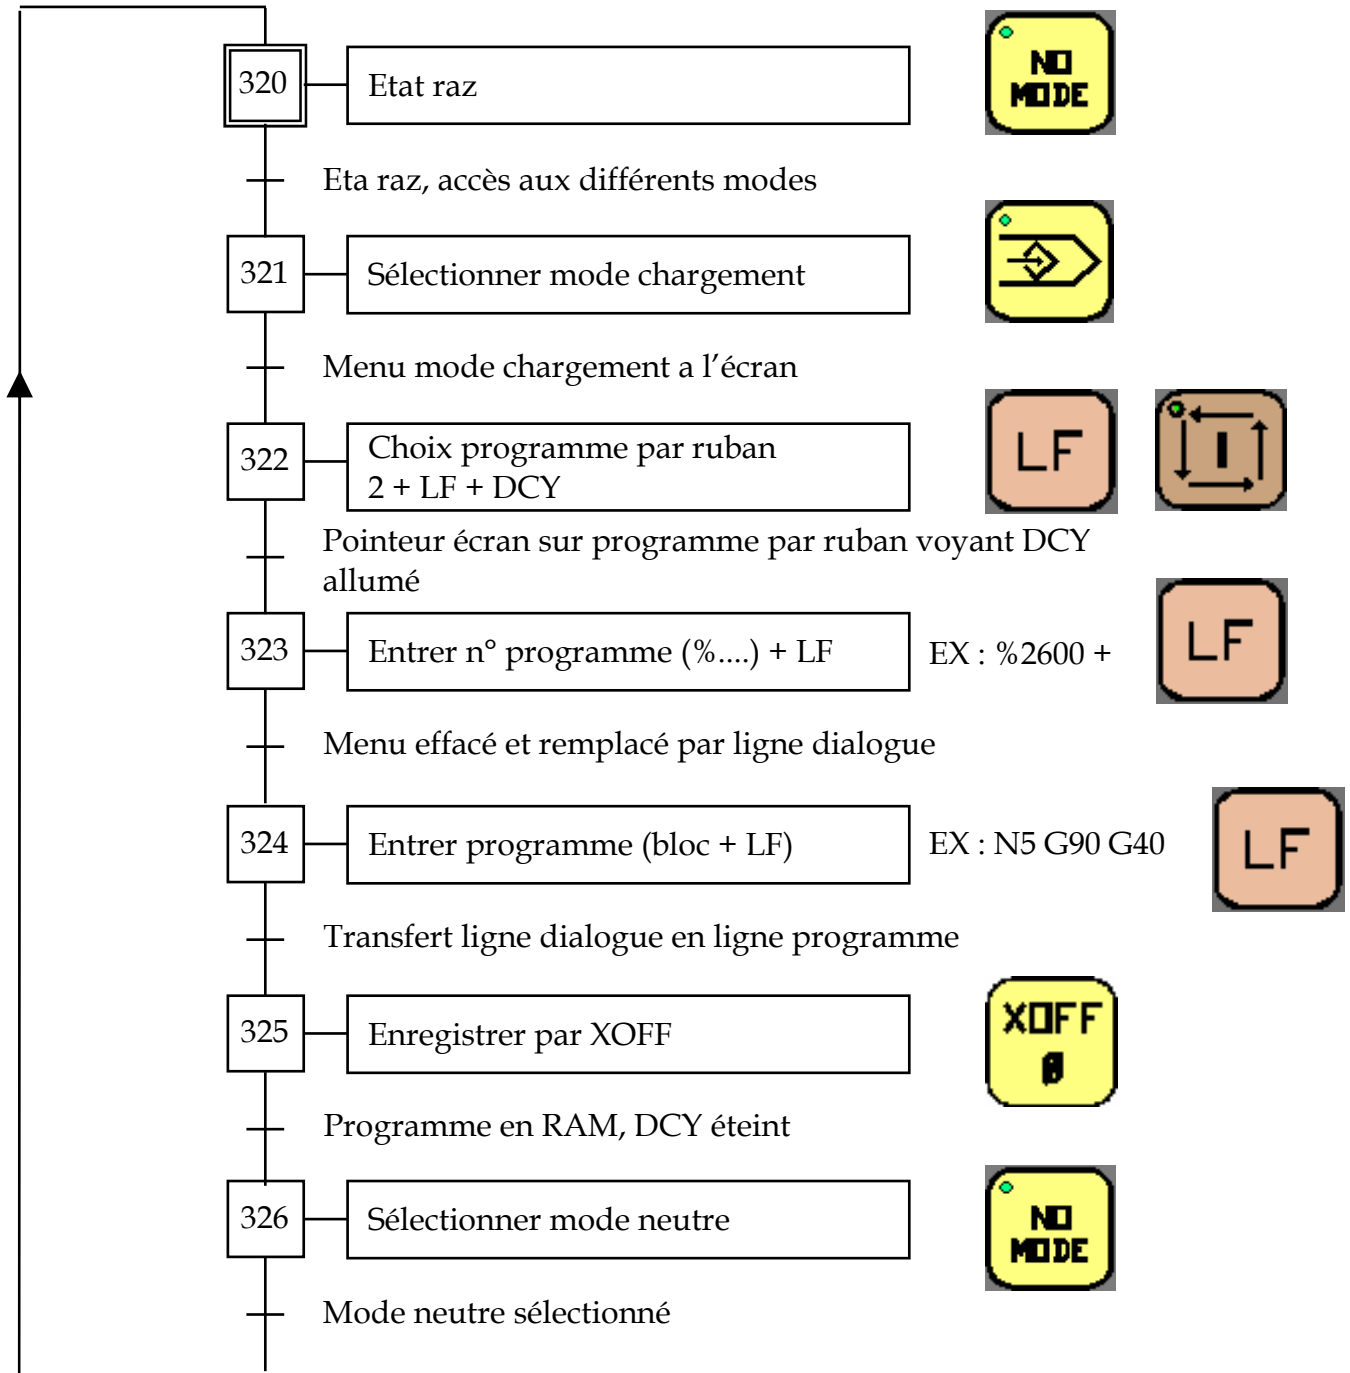 320
Etat raz
NO
MODE
Eta raz, accès aux différents modes
321
Sélectionner mode chargement
Menu mode chargement a l’écran
322
Choix programme par ruban
2 + LF + DCY
LF
I
Pointeur écran sur programme par ruban voyant DCY
allumé
323
Entrer n° programme (%....) + LF
EX : %2600 +
LF
Menu effacé et remplacé par ligne dialogue
324
Entrer programme (bloc + LF)
EX : N5 G90 G40
LF
Transfert ligne dialogue en ligne programme
325
Enregistrer par XOFF
XOFF
0
Programme en RAM, DCY éteint
326
Sélectionner mode neutre
NO
MODE
Mode neutre sélectionné